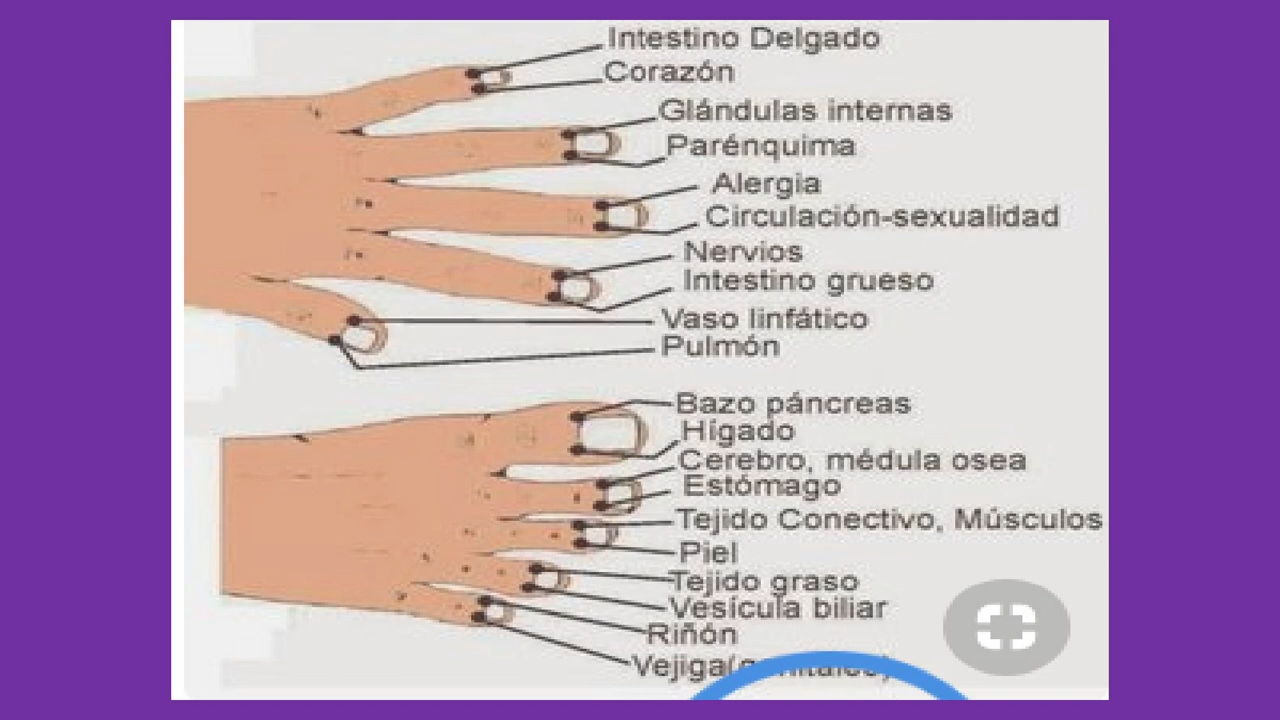 Intestino Delgado
Corazón
Glándulas internas
Parénquima
Alergia
Circulación-sexualidad
Nervios
Intestino grueso
Vaso linfático
Pulmón
Bazo páncreas
Hígado
Cerebro, médula osea
Estómago
Tejido Conectivo, Músculos
Piel
Tejido graso
Vesícula biliar
Riñón
Vejiga